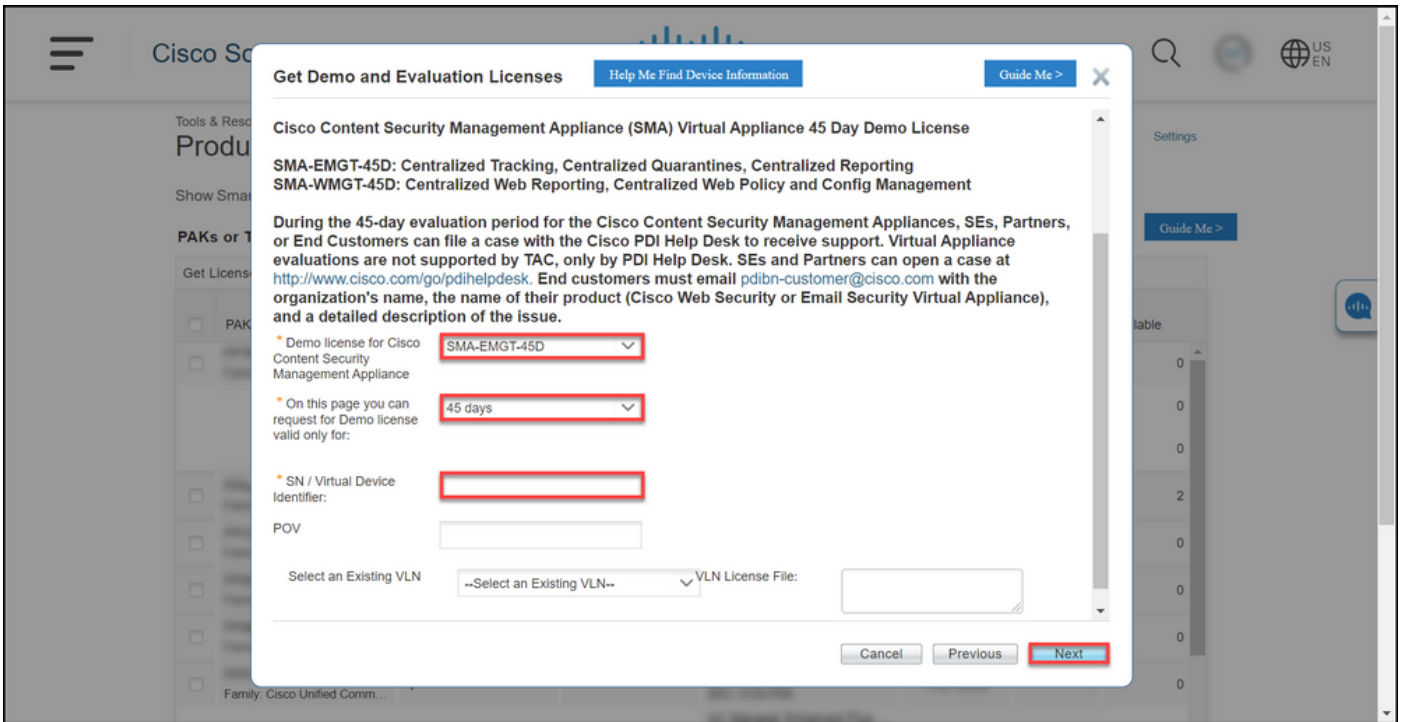 Cisco So
US
EN
Tools & Reso
Produ
Settings
Show Smar
PAKs or T
Guide Me >
Get Licens
PAK
lable
0
0
0
2
0
0
0
0
Family: Cisco Unified Comm...
Get Demo and Evaluation Licenses
Help Me Find Device Information
Guide Me >
Cisco Content Security Management Appliance (SMA) Virtual Appliance 45 Day Demo License
SMA-EMGT-45D: Centralized Tracking, Centralized Quarantines, Centralized Reporting
SMA-WMGT-45D: Centralized Web Reporting, Centralized Web Policy and Config Management
During the 45-day evaluation period for the Cisco Content Security Management Appliances, SEs, Partners,
or End Customers can file a case with the Cisco PDI Help Desk to receive support. Virtual Appliance
evaluations are not supported by TAC, only by PDI Help Desk. SEs and Partners can open a case at
http://www.cisco.com/go/pdihelpdesk. End customers must email pdibn-customer@cisco.com with the
organization's name, the name of their product (Cisco Web Security or Email Security Virtual Appliance),
and a detailed description of the issue.
* Demo license for Cisco
Content Security
Management Appliance
SMA-EMGT-45D
* On this page you can
request for Demo license
valid only for:
45 days
* SN / Virtual Device
Identifier:
POV
Select an Existing VLN
--Select an Existing VLN--
VLN License File:
Cancel
Previous
Next